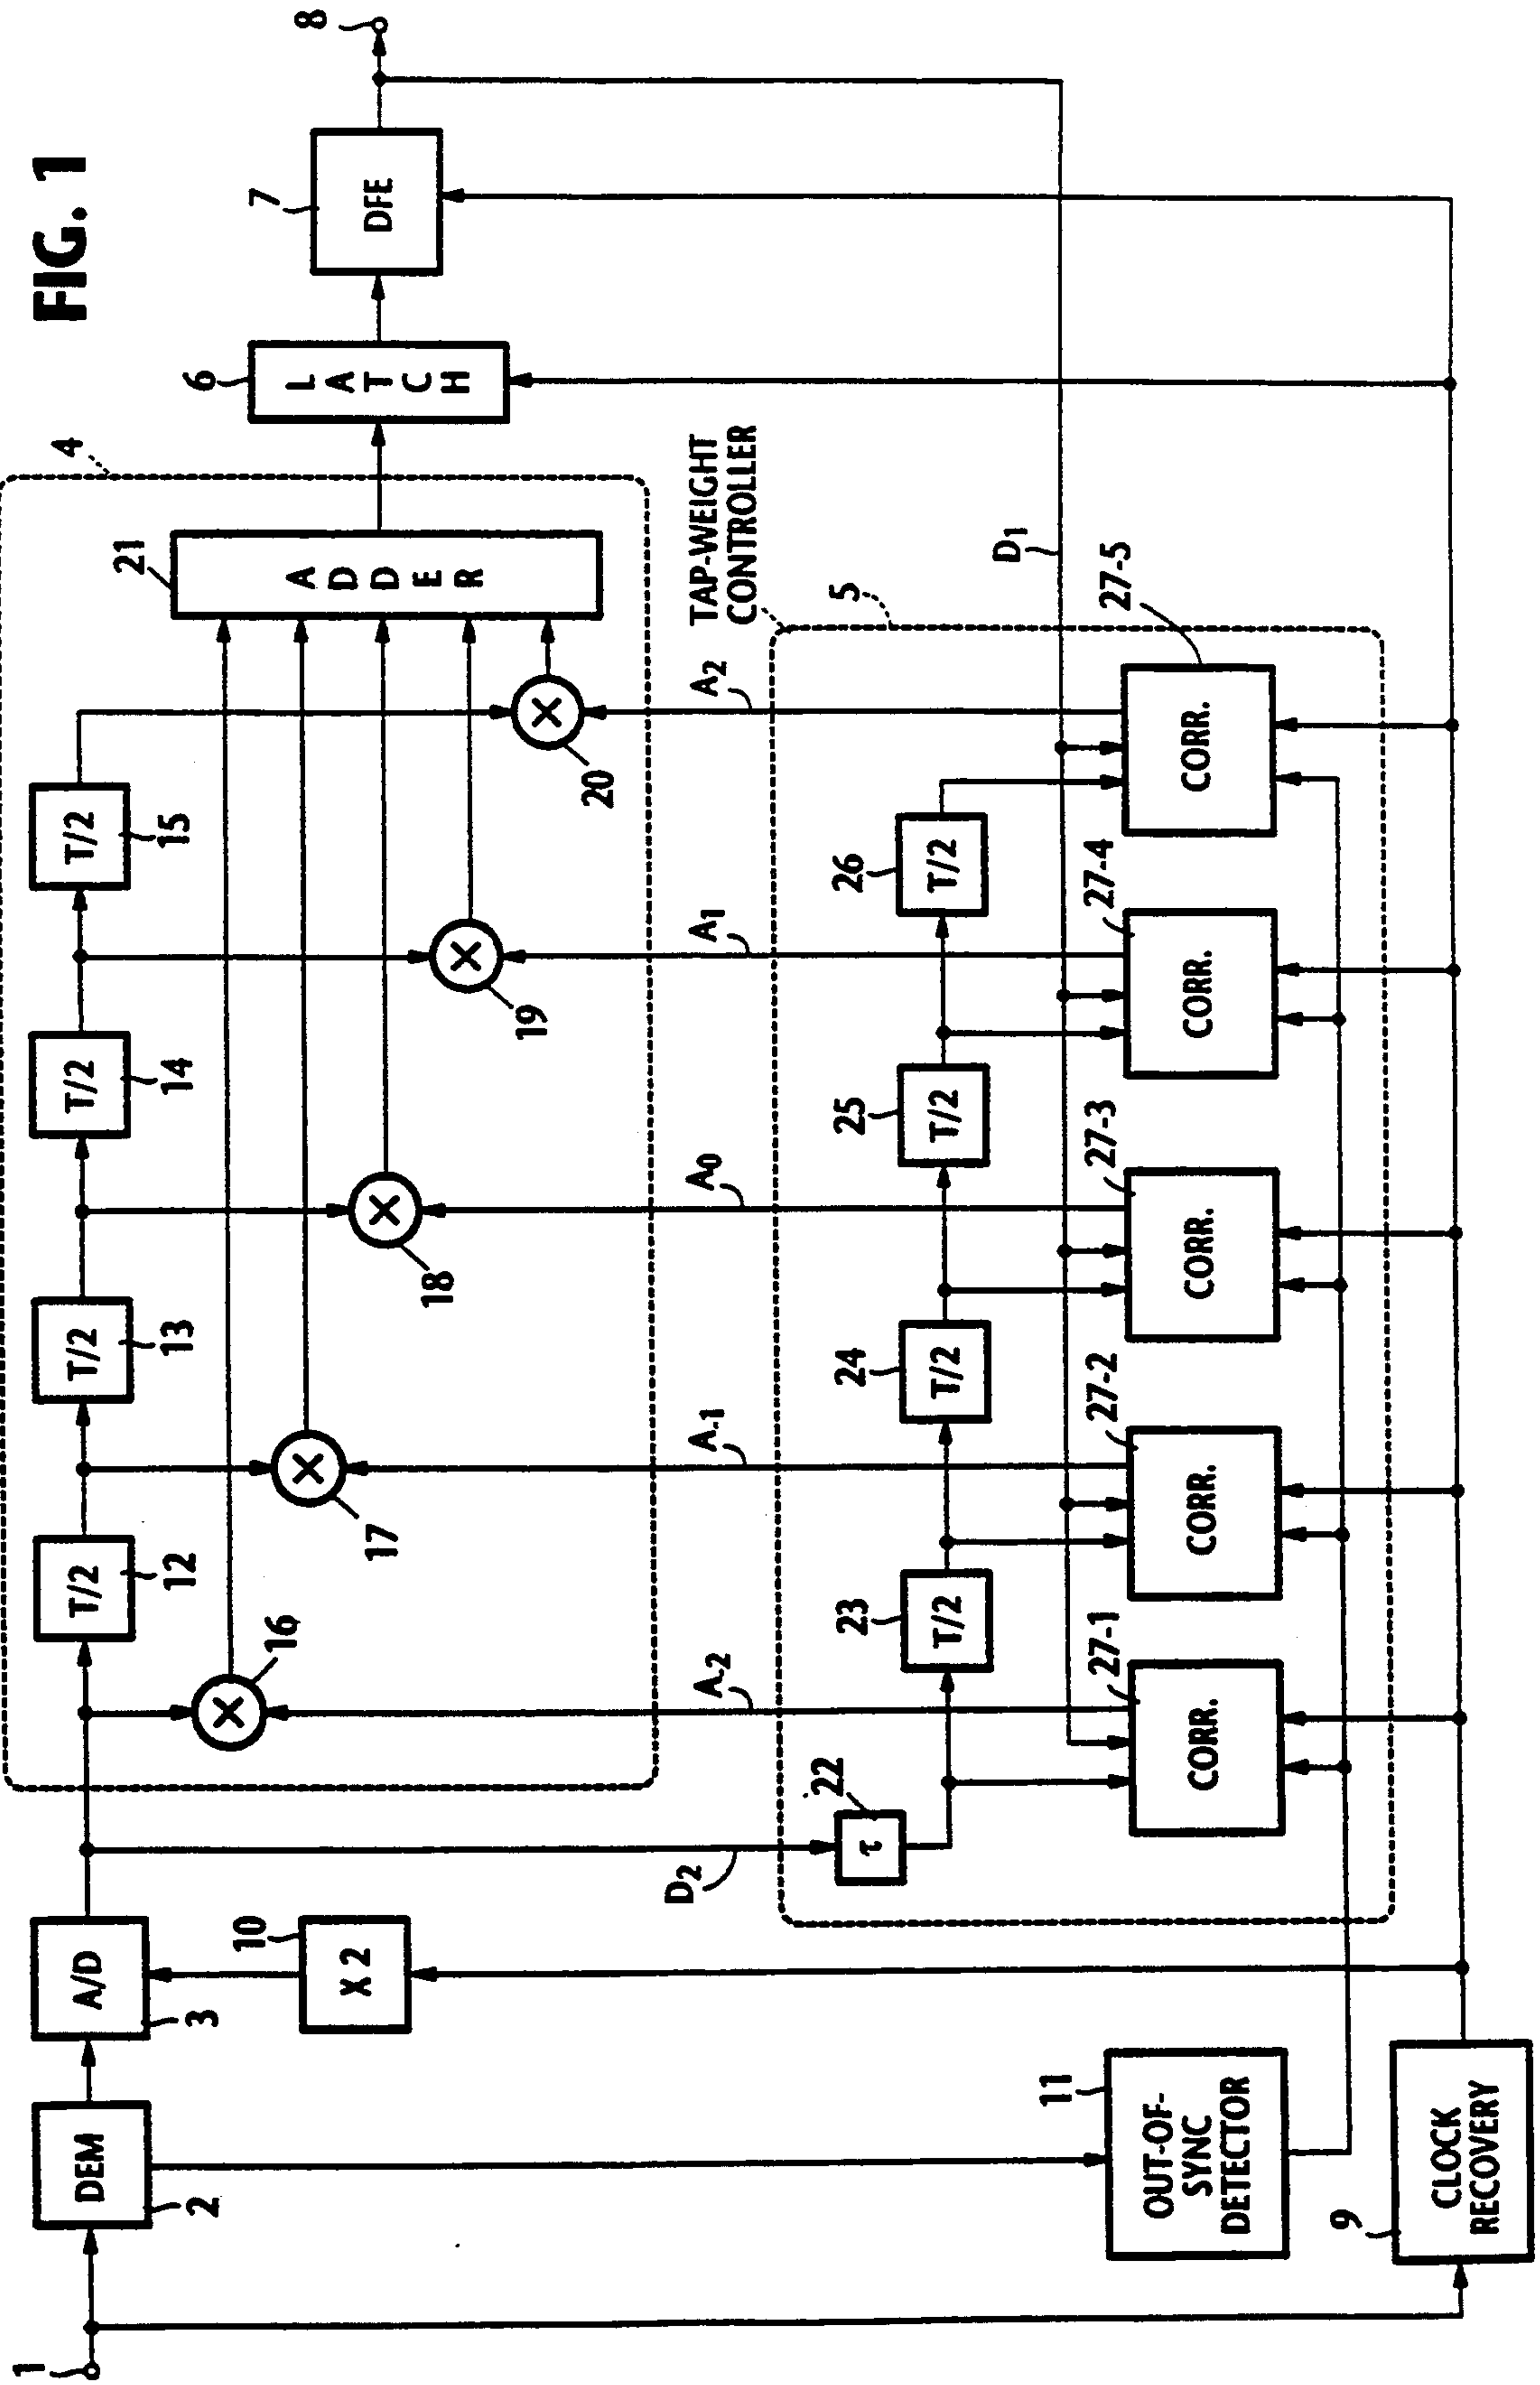 FIG. 1
1
DEM
2
A/D
3
X 2
10
T/2
12
T/2
13
T/2
14
T/2
15
16
17
18
19
20
ADDER
21
4
LATCH
6
DFE
7
8
A-2
A-1
A0
A1
A2
D2
D1
TAP-WEIGHT
CONTROLLER
5
τ
22
T/2
23
T/2
24
T/2
25
T/2
26
CORR.
27-1
CORR.
27-2
CORR.
27-3
CORR.
27-4
CORR.
27-5
OUT-OF-
SYNC
DETECTOR
11
CLOCK
RECOVERY
9